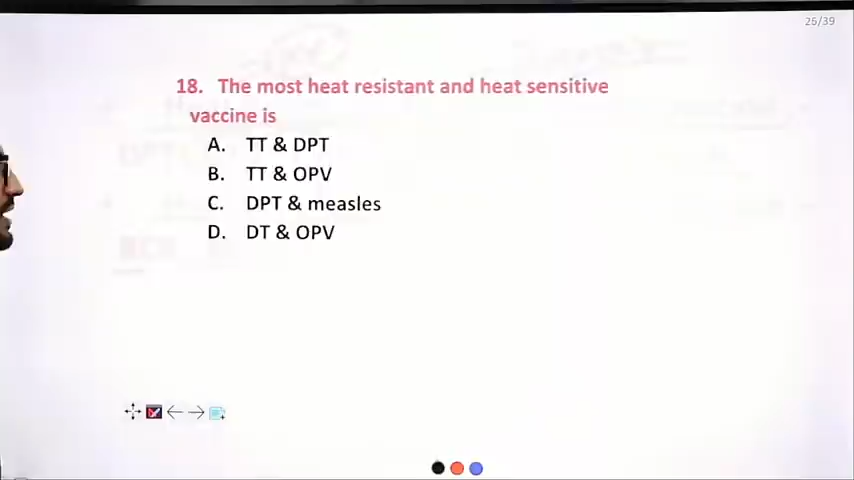 26/39
18. The most heat resistant and heat sensitive
vaccine is
A. TT & DPT
B. TT & OPV
C. DPT & measles
D. DT & OPV